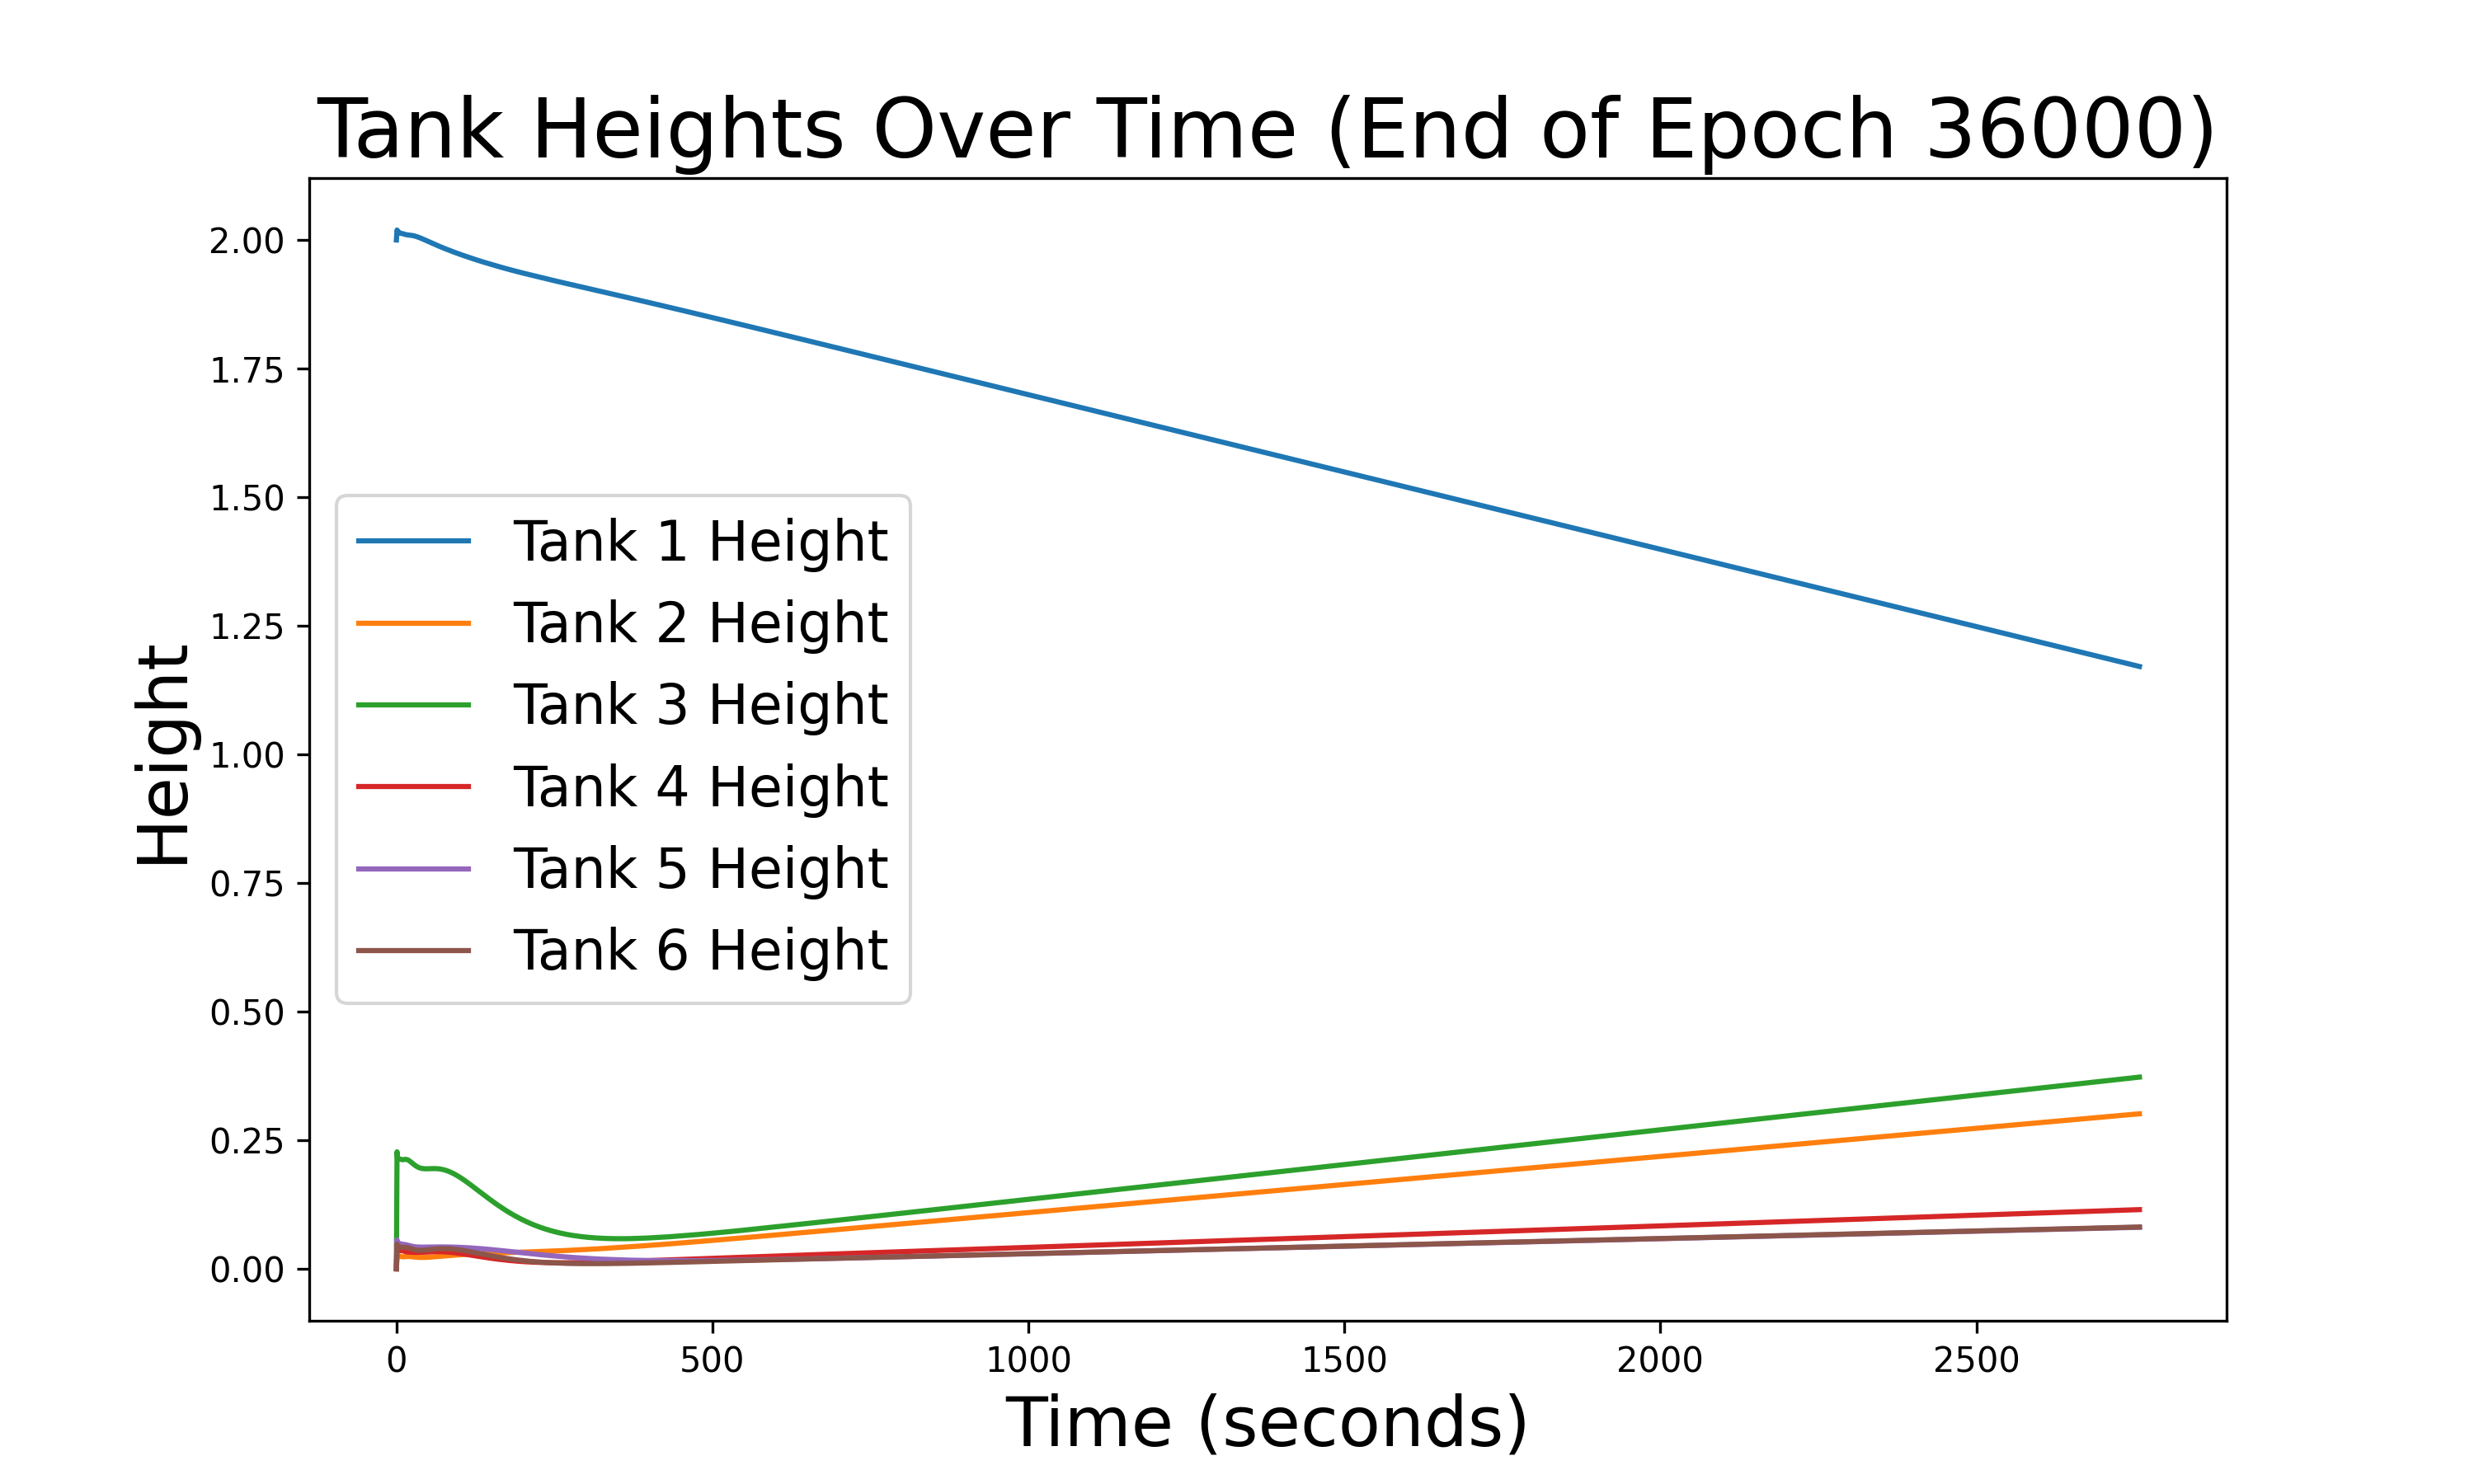 Tank Heights Over Time (End of Epoch 36000)
2.00
1.75
1.50
1.25
1.00
0.75
0.50
0.25
0.00
Height
Tank 1 Height
Tank 2 Height
Tank 3 Height
Tank 4 Height
Tank 5 Height
Tank 6 Height
0 500 1000 1500 2000 2500
Time (seconds)